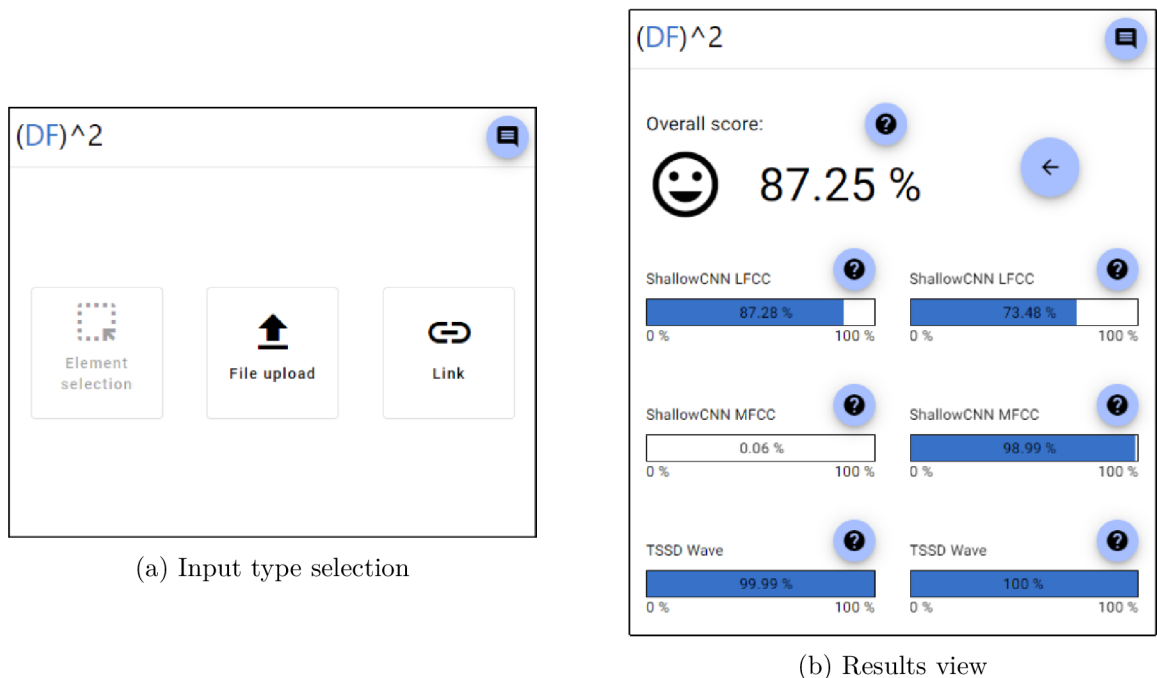 (DF)^2
Element
selection
File upload
Link
(a) Input type selection
(DF)^2
Overall score:
87.25 %
ShallowCNN LFCC
87.28 %
0 % 100 %
ShallowCNN LFCC
73.48 %
0 % 100 %
ShallowCNN MFCC
0.06 %
0 % 100 %
ShallowCNN MFCC
98.99 %
0 % 100 %
TSSD Wave
99.99 %
0 % 100 %
TSSD Wave
100 %
0 % 100 %
(b) Results view